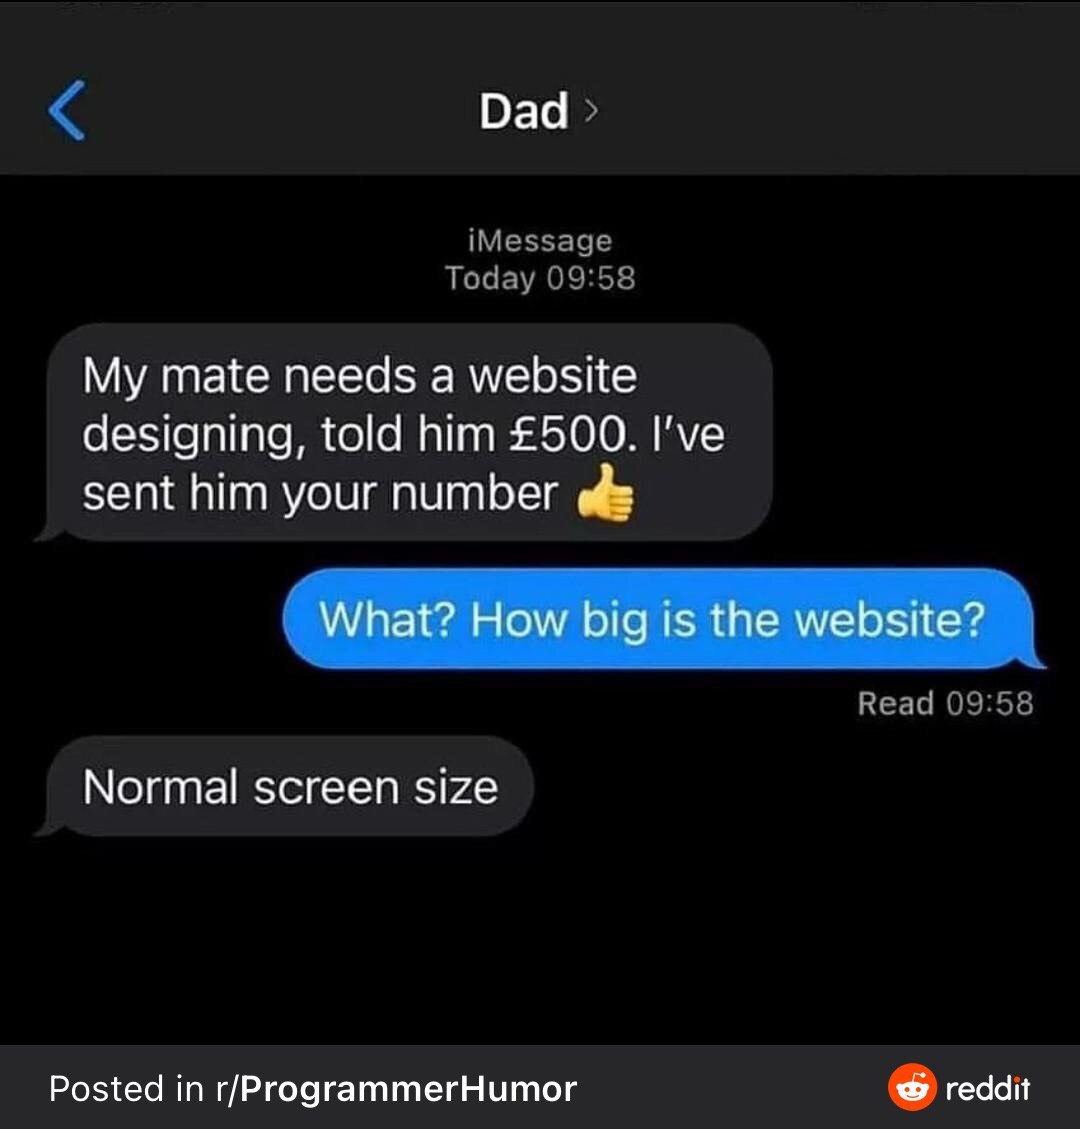 Dad
iMessage
Today 09:58
My mate needs a website
designing, told him £500. I've
sent him your number 👍
What? How big is the website?
Read 09:58
Normal screen size
Posted in r/ProgrammerHumor
reddit